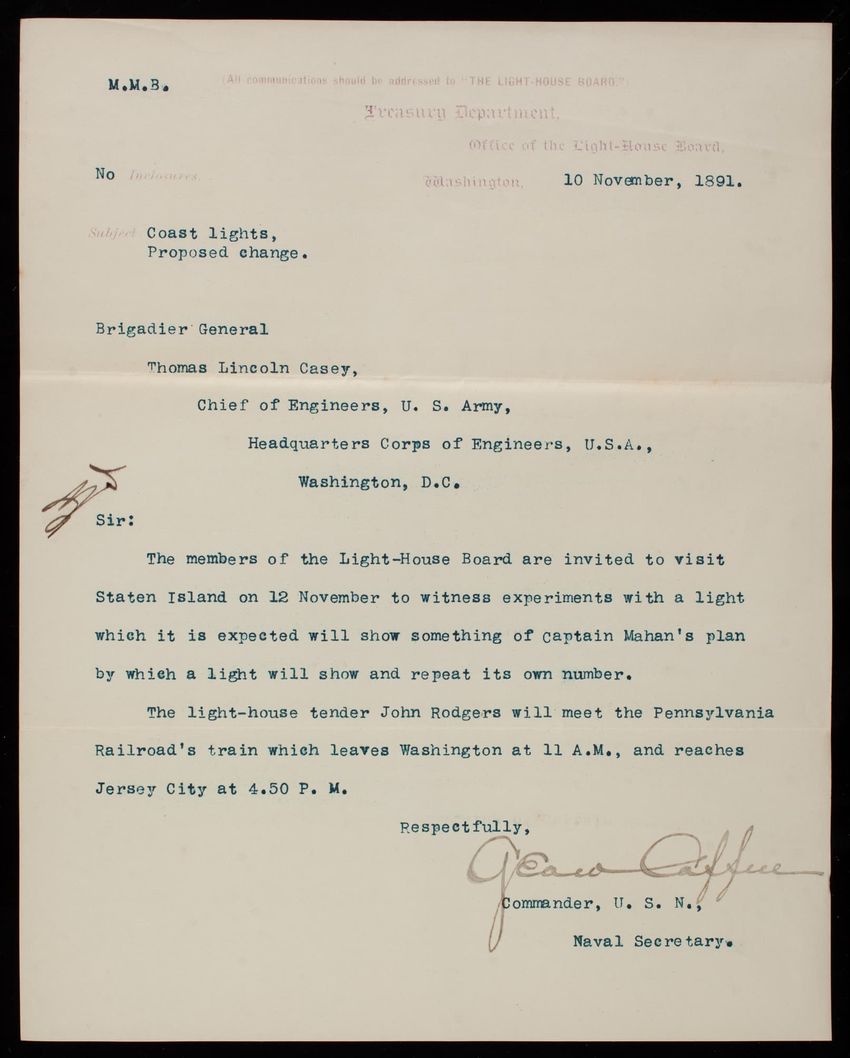 M.M.B.
(All communications should be addressed to "THE LIGHT-HOUSE BOARD.")
Treasury Department,
Office of the Light-House Board,
No Inclosures.
Washington, 10 November, 1891.
Subject Coast lights,
Proposed change.
Brigadier General
Thomas Lincoln Casey,
Chief of Engineers, U. S. Army,
Headquarters Corps of Engineers, U.S.A.,
Washington, D.C.
Sir:
The members of the Light-House Board are invited to visit
Staten Island on 12 November to witness experiments with a light
which it is expected will show something of Captain Mahan's plan
by which a light will show and repeat its own number.
The light-house tender John Rodgers will meet the Pennsylvania
Railroad's train which leaves Washington at 11 A.M., and reaches
Jersey City at 4.50 P. M.
Respectfully,
Commander, U. S. N.,
Naval Secretary.